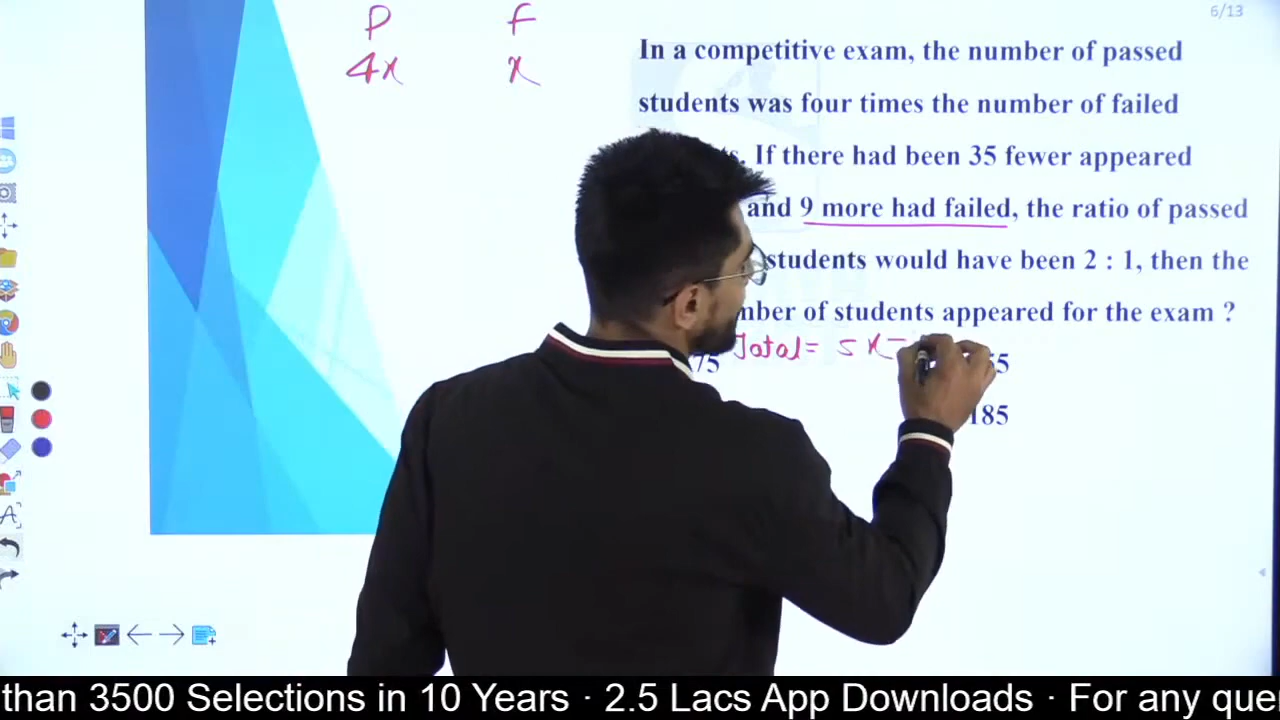 P F
6/13
4x x
In a competitive exam, the number of passed
students was four times the number of failed
If there had been 35 fewer appeared
and 9 more had failed, the ratio of passed
students would have been 2 : 1, then the
number of students appeared for the exam ?
Total = 5x-
75
185
than 3500 Selections in 10 Years · 2.5 Lacs App Downloads · For any que